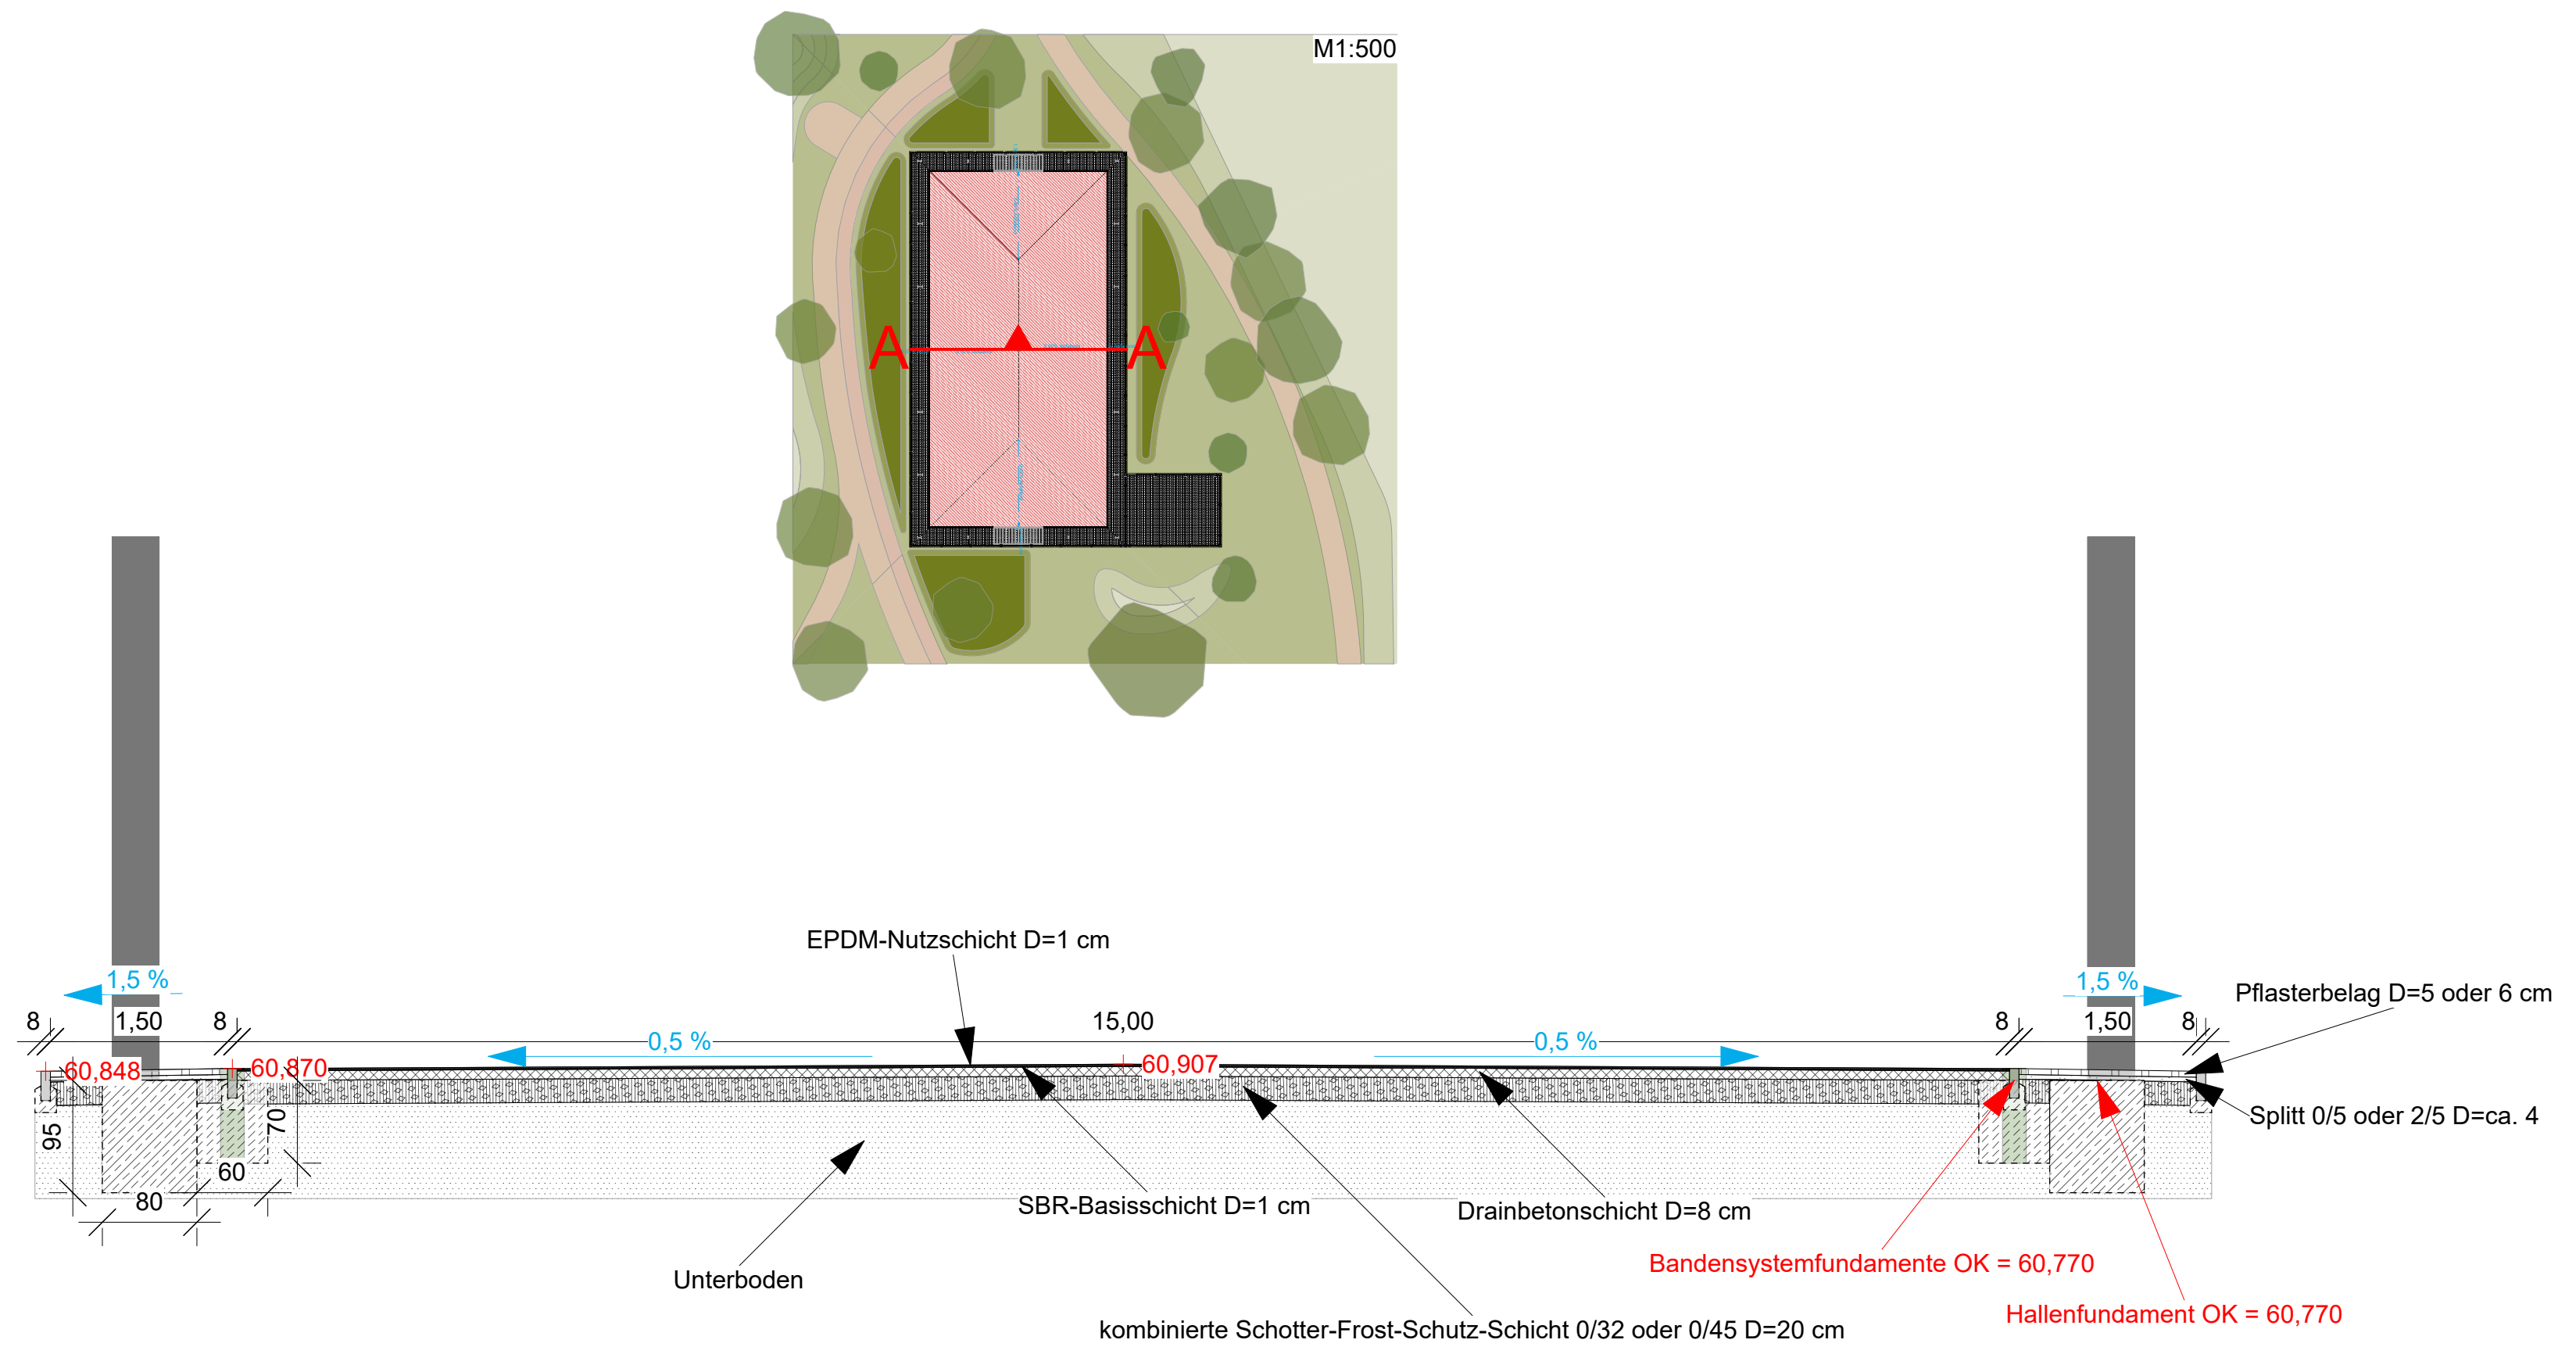 M1:500
A A
EPDM-Nutzschicht D=1 cm
1,5 %
1,5 %
Pflasterbelag D=5 oder 6 cm
8 1,50 8 15,00 8 1,50 8
0,5 % 0,5 %
60,848 60,870 60,907
95
70
60
80
Splitt 0/5 oder 2/5 D=ca. 4
SBR-Basisschicht D=1 cm
Drainbetonschicht D=8 cm
Bandensystemfundamente OK = 60,770
Unterboden
Hallenfundament OK = 60,770
kombinierte Schotter-Frost-Schutz-Schicht 0/32 oder 0/45 D=20 cm